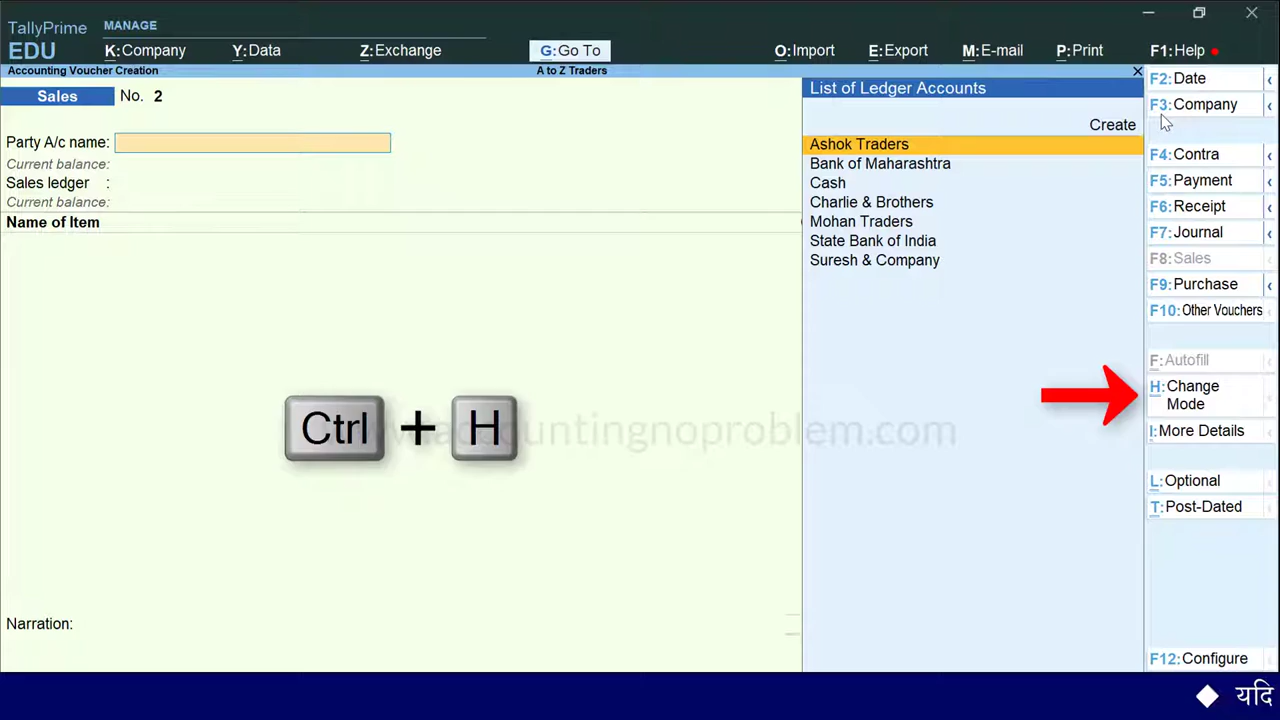 TallyPrime
EDU
MANAGE
K:Company
Y:Data
Z:Exchange
G:Go To
O:Import
E:Export
M:E-mail
P:Print
F1:Help
Accounting Voucher Creation
A to Z Traders
Sales
No. 2
Party A/c name:
Current balance:
Sales ledger :
Current balance:
Name of Item
Ctrl + H
Narration:
List of Ledger Accounts
Create
Ashok Traders
Bank of Maharashtra
Cash
Charlie & Brothers
Mohan Traders
State Bank of India
Suresh & Company
F2:Date
F3:Company
F4:Contra
F5:Payment
F6:Receipt
F7:Journal
F8:Sales
F9:Purchase
F10:Other Vouchers
F:Autofill
H:Change
Mode
I:More Details
L:Optional
T:Post-Dated
F12:Configure
यदि